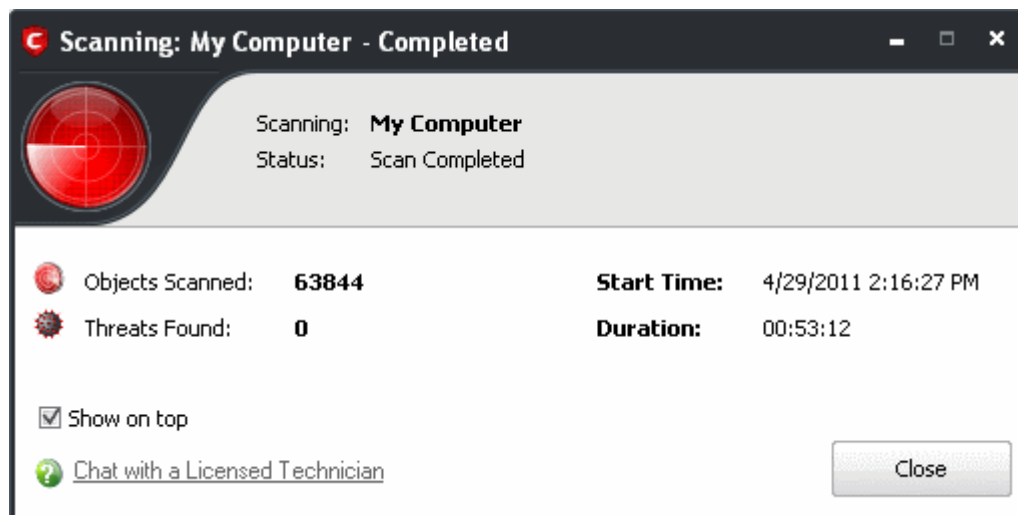 Scanning: My Computer - Completed
Scanning: My Computer
Status: Scan Completed
Objects Scanned: 63844 Start Time: 4/29/2011 2:16:27 PM
Threats Found: 0 Duration: 00:53:12
Show on top
Chat with a Licensed Technician
Close